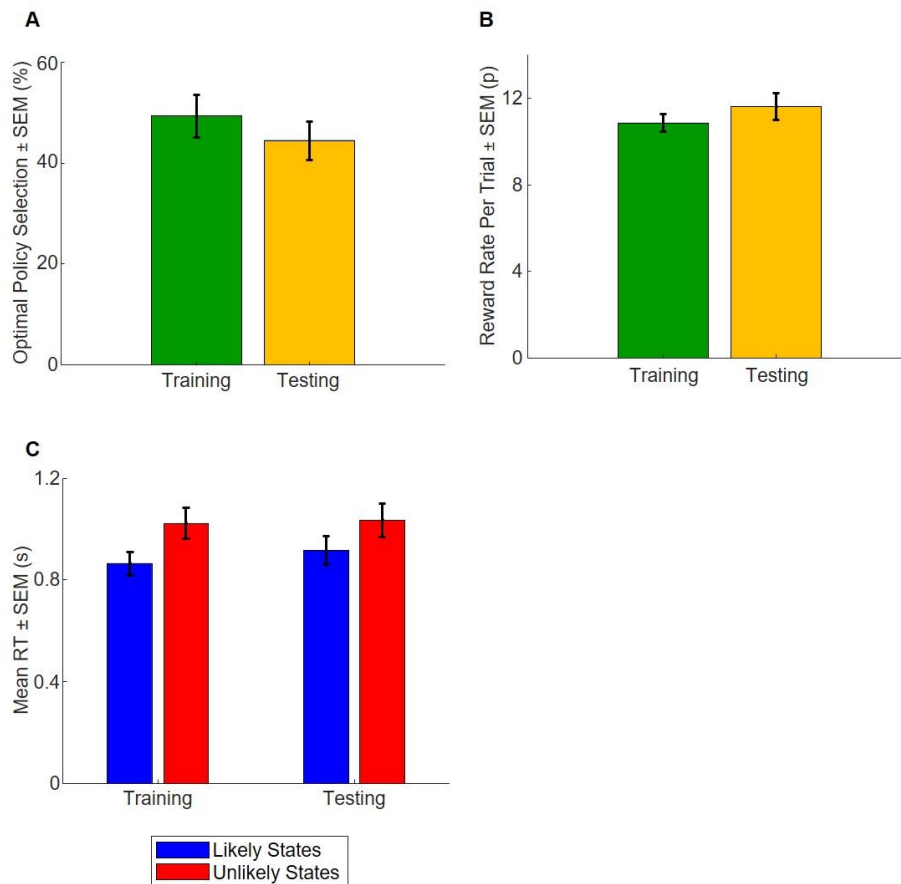 A
Optimal Policy Selection ± SEM (%)
60
40
20
0
Training Testing
B
Reward Rate Per Trial ± SEM (p)
12
8
4
0
Training Testing
C
Mean RT ± SEM (s)
1.2
0.8
0.4
0
Training Testing
Likely States
Unlikely States